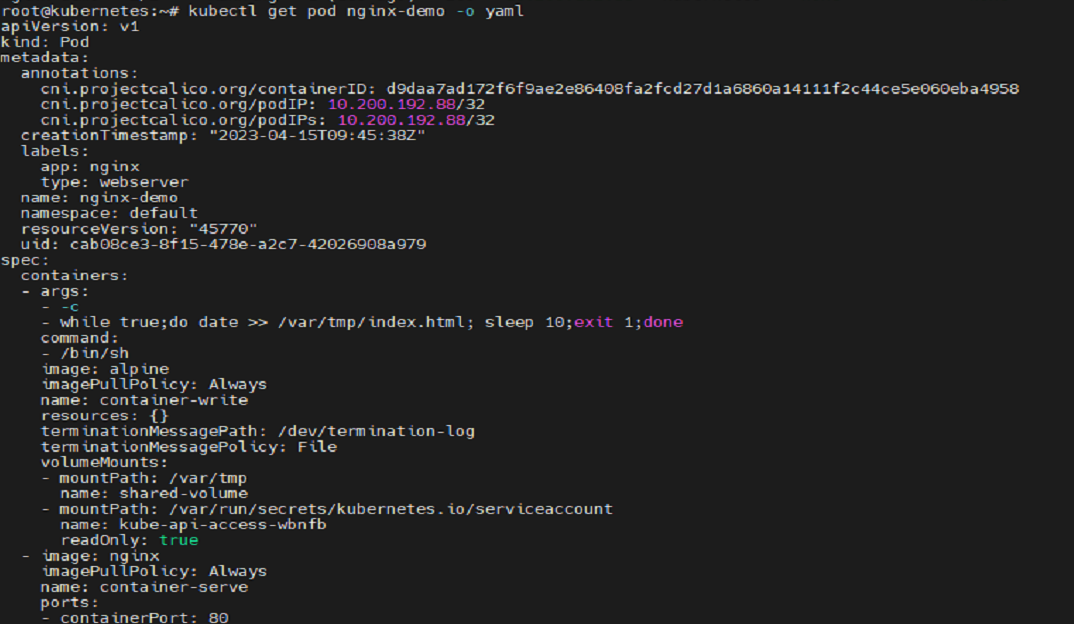 root@kubernetes:~# kubectl get pod nginx-demo -o yaml
apiVersion: v1
kind: Pod
metadata:
  annotations:
    cni.projectcalico.org/containerID: d9daa7ad172f6f9ae2e86408fa2fcd27d1a6860a14111f2c44ce5e060eba4958
    cni.projectcalico.org/podIP: 10.200.192.88/32
    cni.projectcalico.org/podIPs: 10.200.192.88/32
  creationTimestamp: "2023-04-15T09:45:38Z"
  labels:
    app: nginx
    type: webserver
  name: nginx-demo
  namespace: default
  resourceVersion: "45770"
  uid: cab08ce3-8f15-478e-a2c7-42026908a979
spec:
  containers:
  - args:
    - -c
    - while true;do date >> /var/tmp/index.html; sleep 10;exit 1;done
    command:
    - /bin/sh
    image: alpine
    imagePullPolicy: Always
    name: container-write
    resources: {}
    terminationMessagePath: /dev/termination-log
    terminationMessagePolicy: File
    volumeMounts:
    - mountPath: /var/tmp
      name: shared-volume
    - mountPath: /var/run/secrets/kubernetes.io/serviceaccount
      name: kube-api-access-wbnfb
      readOnly: true
  - image: nginx
    imagePullPolicy: Always
    name: container-serve
    ports:
    - containerPort: 80